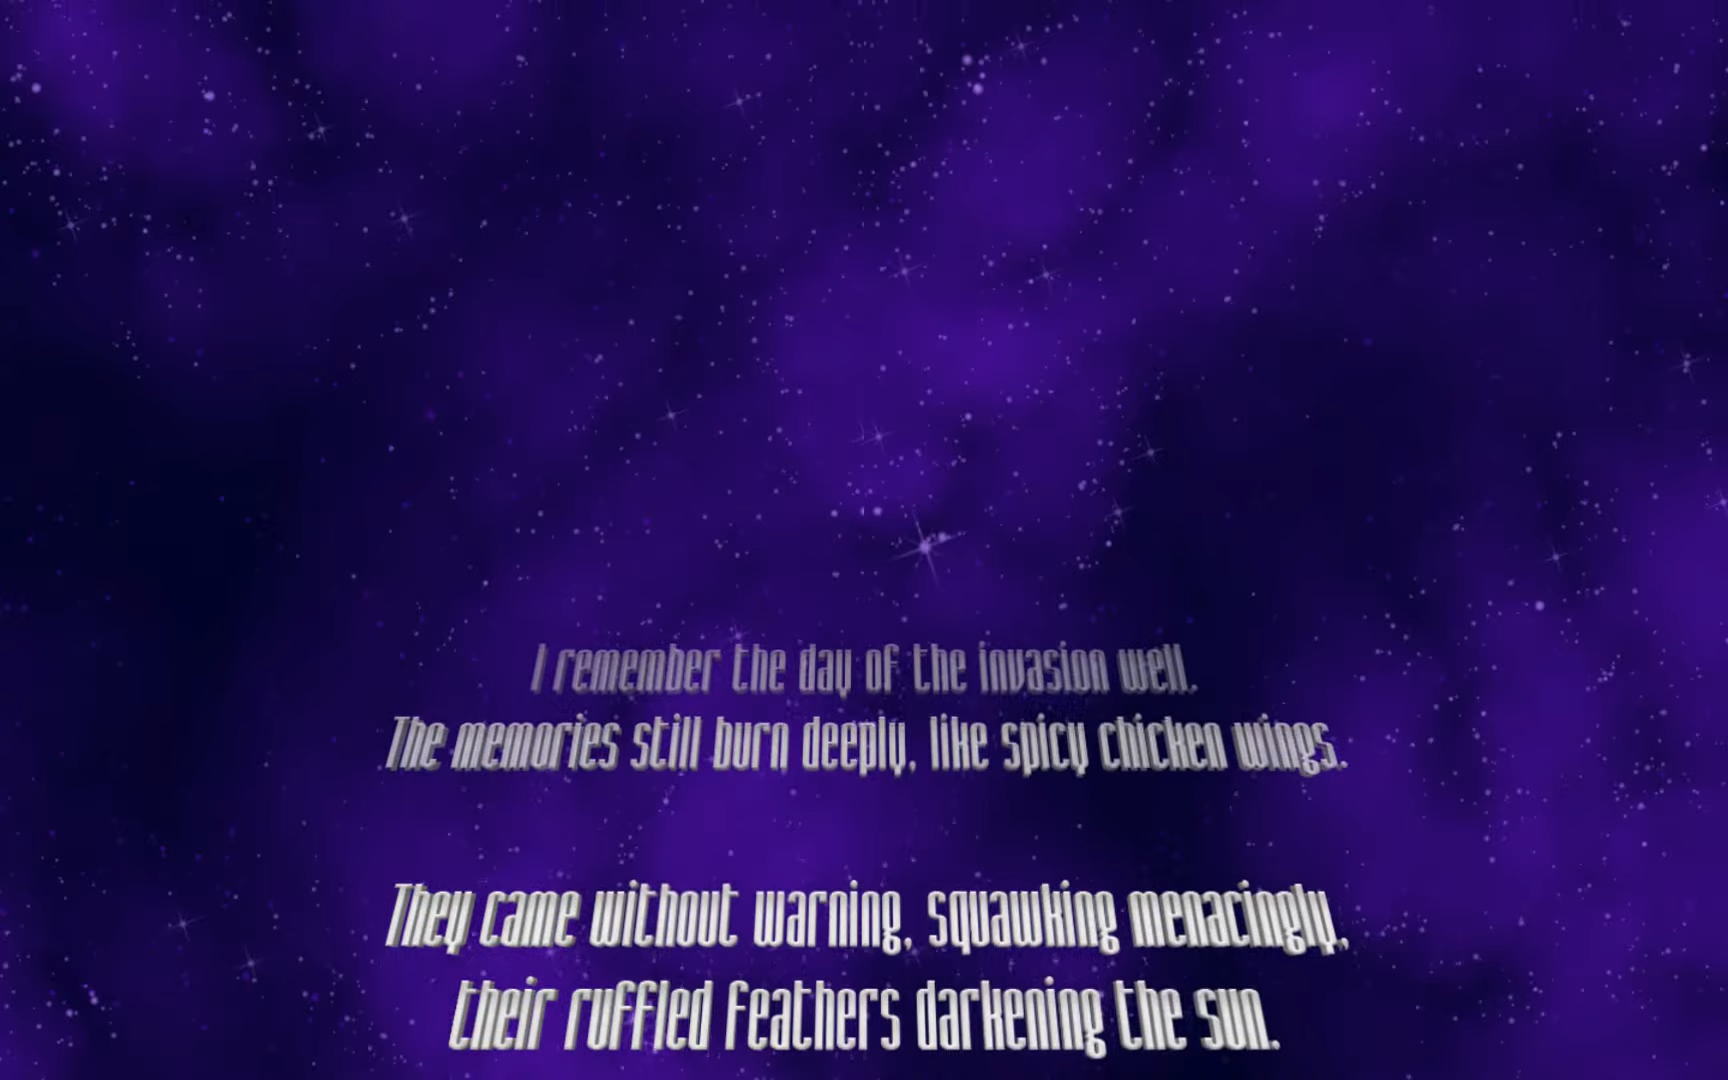 I remember the day of the invasion well.
The memories still burn deeply, like spicy chicken wings.
They came without warning, squawking menacingly,
their ruffled feathers darkening the sun.